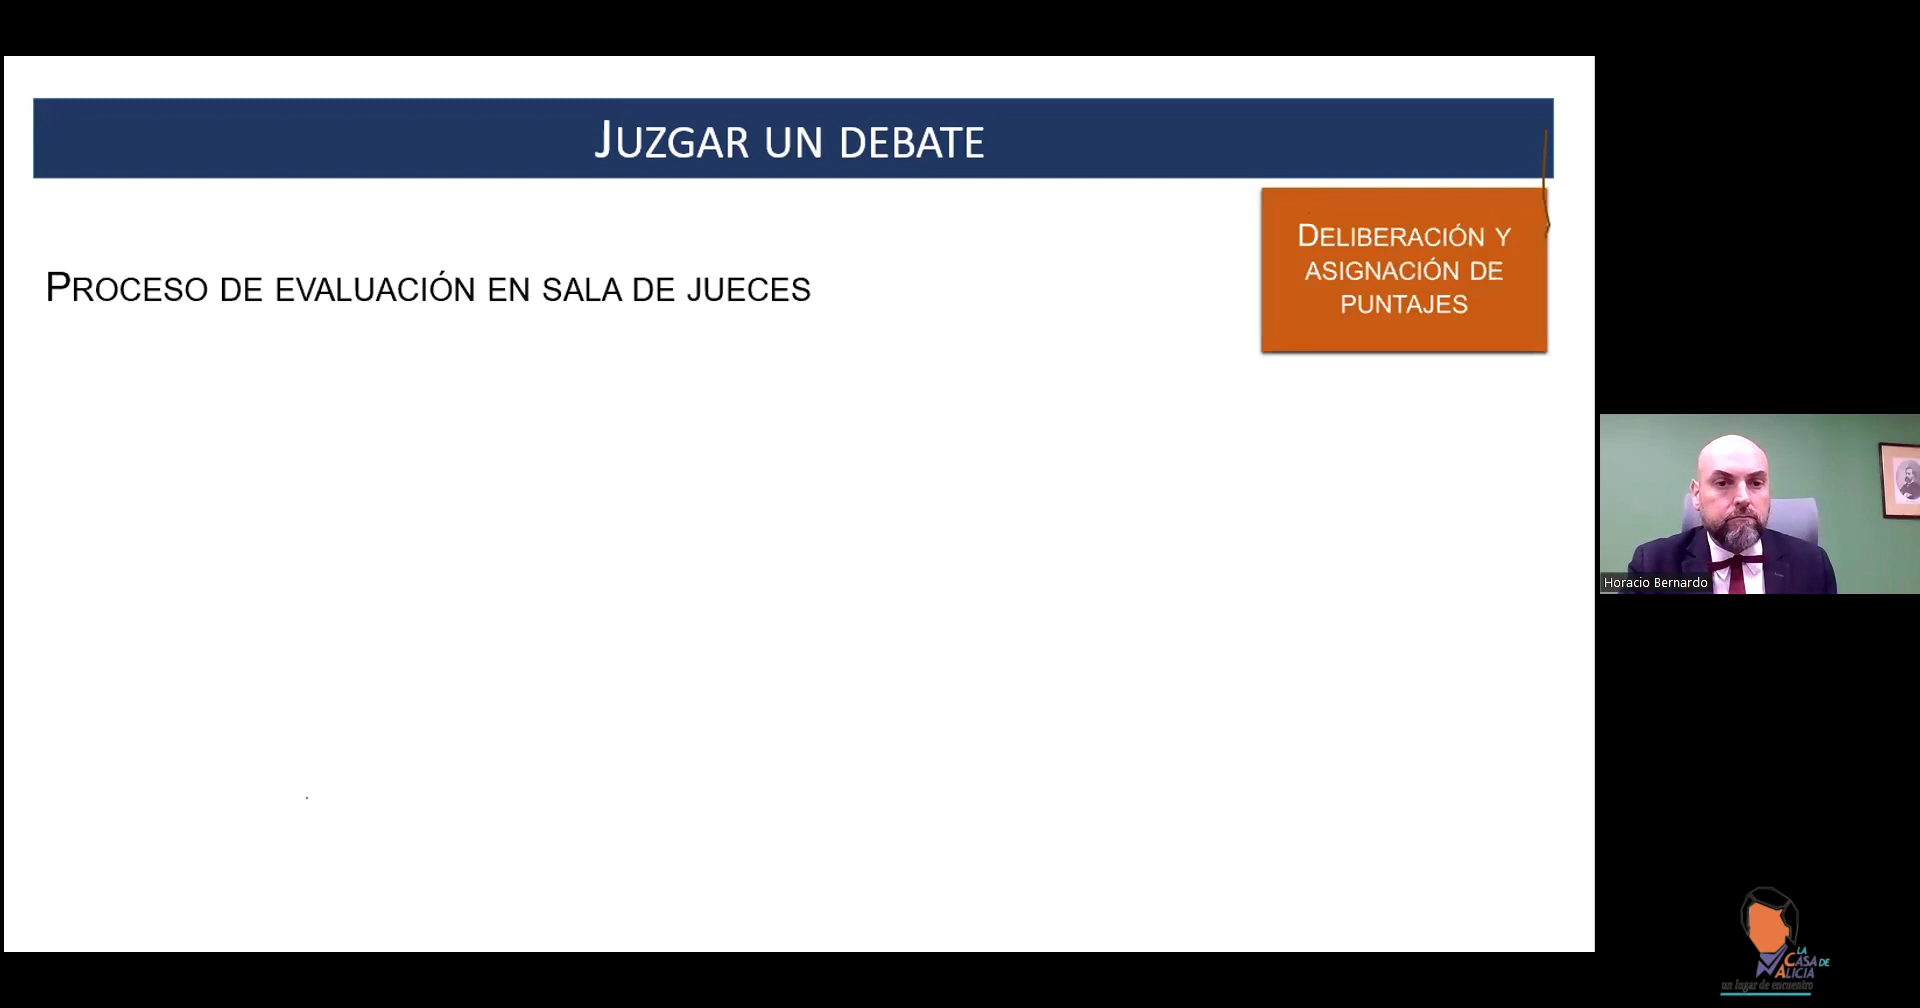 JUZGAR UN DEBATE
DELIBERACIÓN Y
ASIGNACIÓN DE
PUNTAJES
PROCESO DE EVALUACIÓN EN SALA DE JUECES
Horacio Bernardo
LA
CASA DE
ALICIA
un lugar de encuentro